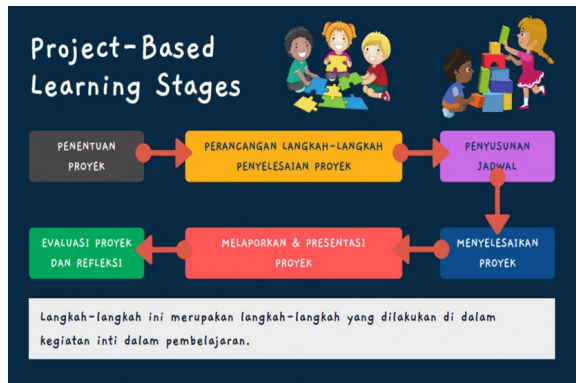 Project-Based
Learning Stages
PENENTUAN
PROYEK
PERANCANGAN LANGKAH-LANGKAH
PENYELESAIAN PROYEK
PENYUSUNAN
JADWAL
MENYELESAIKAN
PROYEK
MELAPORKAN & PRESENTASI
PROYEK
EVALUASI PROYEK
DAN REFLEKSI
Langkah-langkah ini merupakan langkah-langkah yang dilakukan di dalam
kegiatan inti dalam pembelajaran.